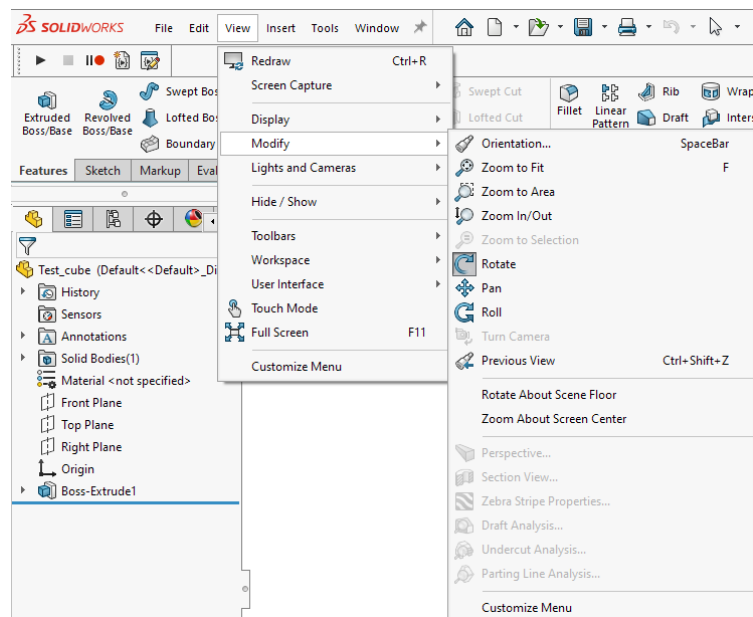 SOLIDWORKS File Edit View Insert Tools Window
Redraw Ctrl+R
Screen Capture
Display
Modify
Lights and Cameras
Hide / Show
Toolbars
Workspace
User Interface
Touch Mode
Full Screen F11
Customize Menu
Extruded Boss/Base
Revolved Boss/Base
Swept Bos
Lofted Bos
Boundary
Swept Cut
Lofted Cut
Fillet
Linear Pattern
Rib
Draft
Wrap
Inters
Features Sketch Markup Eval
Orientation... SpaceBar
Zoom to Fit F
Zoom to Area
Zoom In/Out
Zoom to Selection
Rotate
Pan
Roll
Turn Camera
Previous View Ctrl+Shift+Z
Rotate About Scene Floor
Zoom About Screen Center
Perspective...
Section View...
Zebra Stripe Properties...
Draft Analysis...
Undercut Analysis...
Parting Line Analysis...
Customize Menu
Test_cube (Default<<Default>_Di
History
Sensors
Annotations
Solid Bodies(1)
Material <not specified>
Front Plane
Top Plane
Right Plane
Origin
Boss-Extrude1